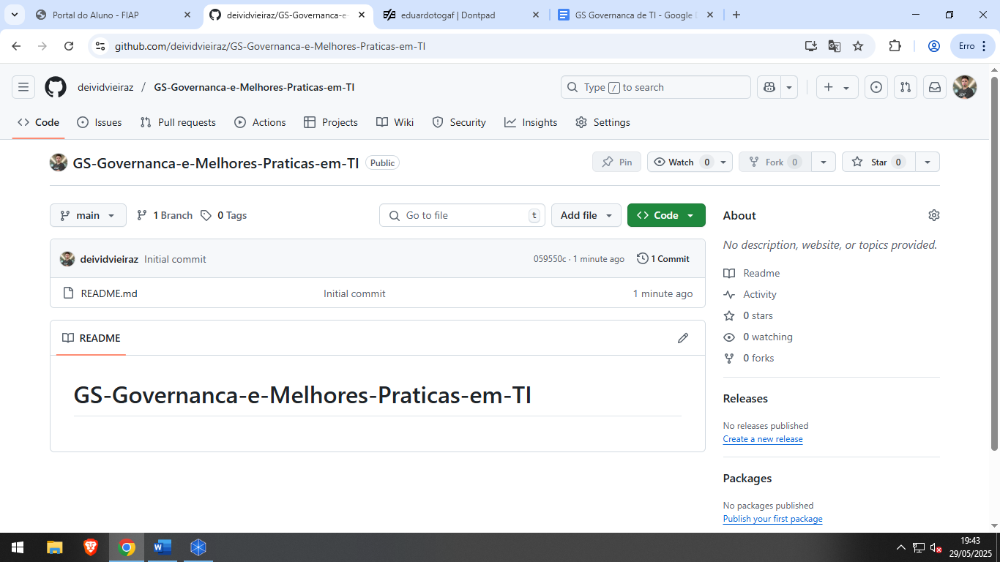 Portal do Aluno - FIAP
deividvieiraz/GS-Governanca-e-
eduardotogaf | Dontpad
GS Governanca de TI - Google
github.com/deividvieiraz/GS-Governanca-e-Melhores-Praticas-em-TI
Erro
deividvieiraz / GS-Governanca-e-Melhores-Praticas-em-TI
Type / to search
Code
Issues
Pull requests
Actions
Projects
Wiki
Security
Insights
Settings
GS-Governanca-e-Melhores-Praticas-em-TI Public
Pin
Watch 0
Fork 0
Star 0
main
1 Branch
0 Tags
Go to file t
Add file
Code
deividvieiraz Initial commit
059550c · 1 minute ago
1 Commit
README.md Initial commit 1 minute ago
README
GS-Governanca-e-Melhores-Praticas-em-TI
About
No description, website, or topics provided.
Readme
Activity
0 stars
0 watching
0 forks
Releases
No releases published
Create a new release
Packages
No packages published
Publish your first package
19:43
29/05/2025